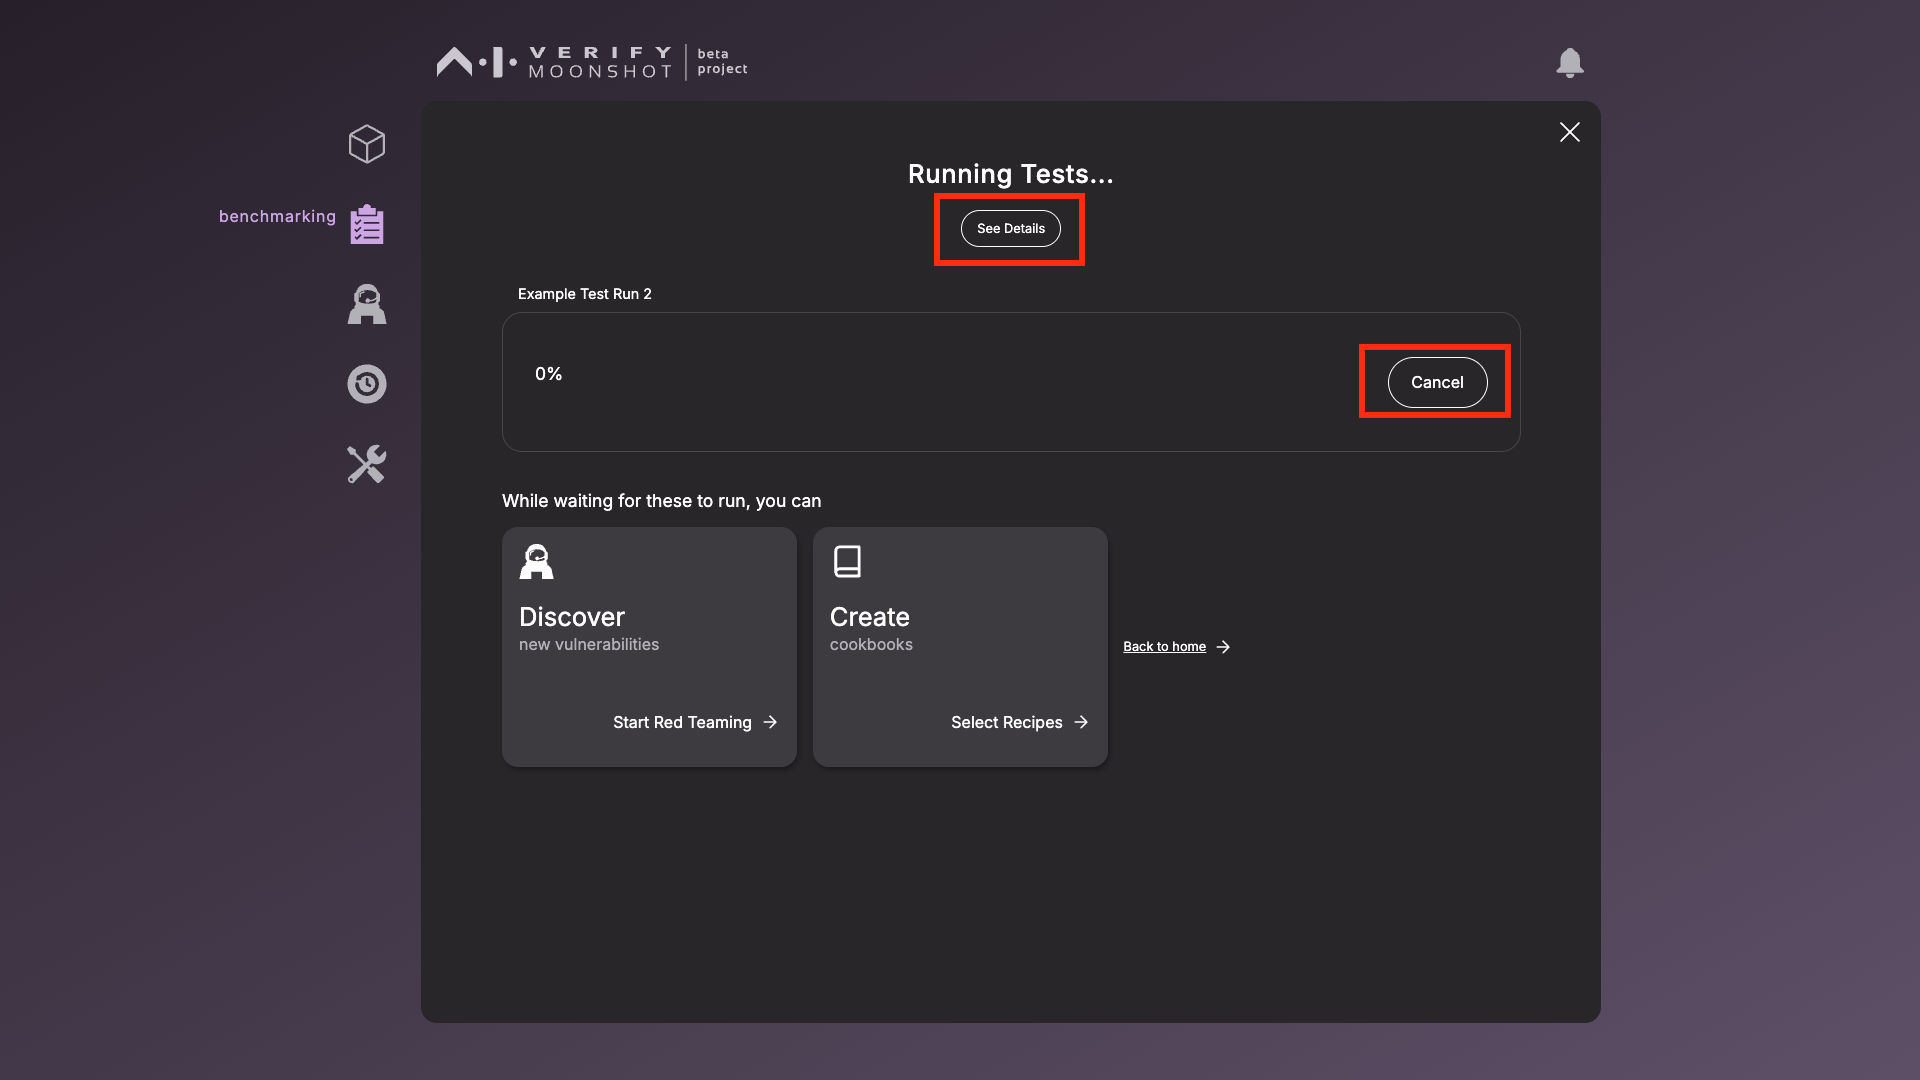 VERIFY
MOONSHOT
beta
project
benchmarking
Running Tests...
See Details
Example Test Run 2
0%
Cancel
While waiting for these to run, you can
Discover
new vulnerabilities
Start Red Teaming
Create
cookbooks
Select Recipes
Back to home